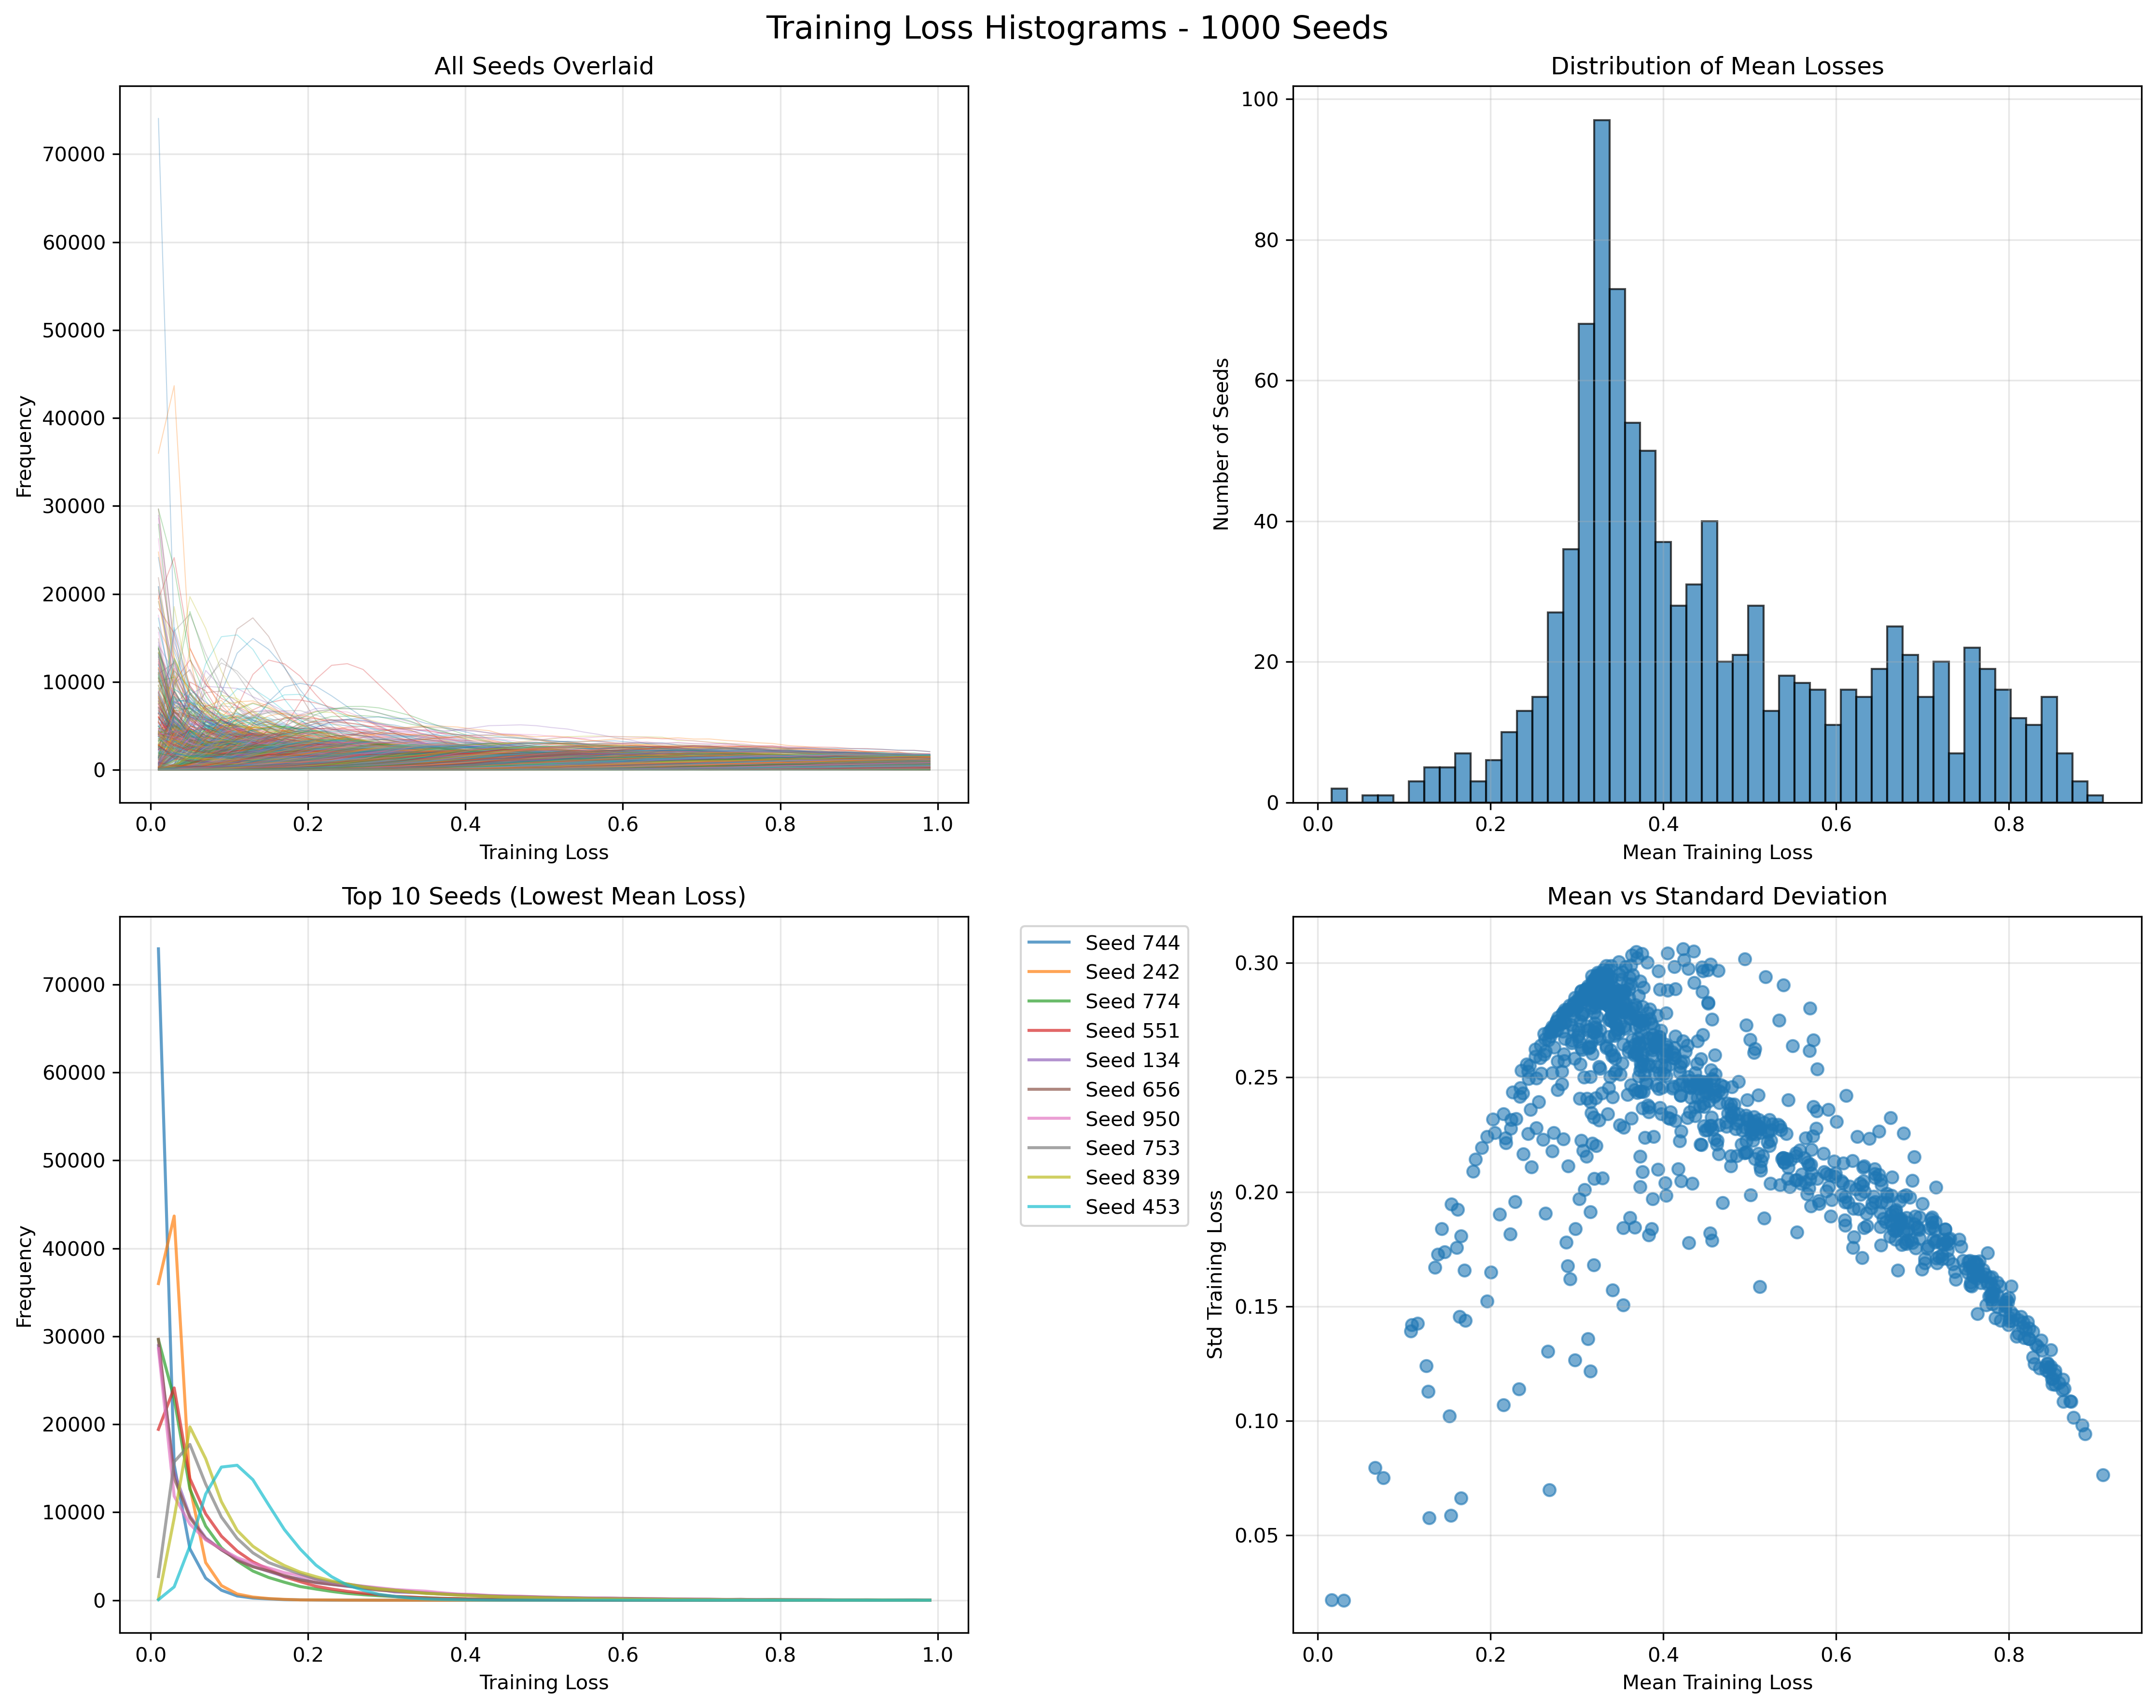 Training Loss Histograms - 1000 Seeds
All Seeds Overlaid
70000
60000
50000
40000
30000
20000
10000
0
Frequency
0.0 0.2 0.4 0.6 0.8 1.0
Training Loss
Distribution of Mean Losses
100
80
60
40
20
0
Number of Seeds
0.0 0.2 0.4 0.6 0.8
Mean Training Loss
Top 10 Seeds (Lowest Mean Loss)
70000
60000
50000
40000
30000
20000
10000
0
Frequency
0.0 0.2 0.4 0.6 0.8 1.0
Training Loss
Seed 744
Seed 242
Seed 774
Seed 551
Seed 134
Seed 656
Seed 950
Seed 753
Seed 839
Seed 453
Mean vs Standard Deviation
0.30
0.25
0.20
0.15
0.10
0.05
Std Training Loss
0.0 0.2 0.4 0.6 0.8
Mean Training Loss